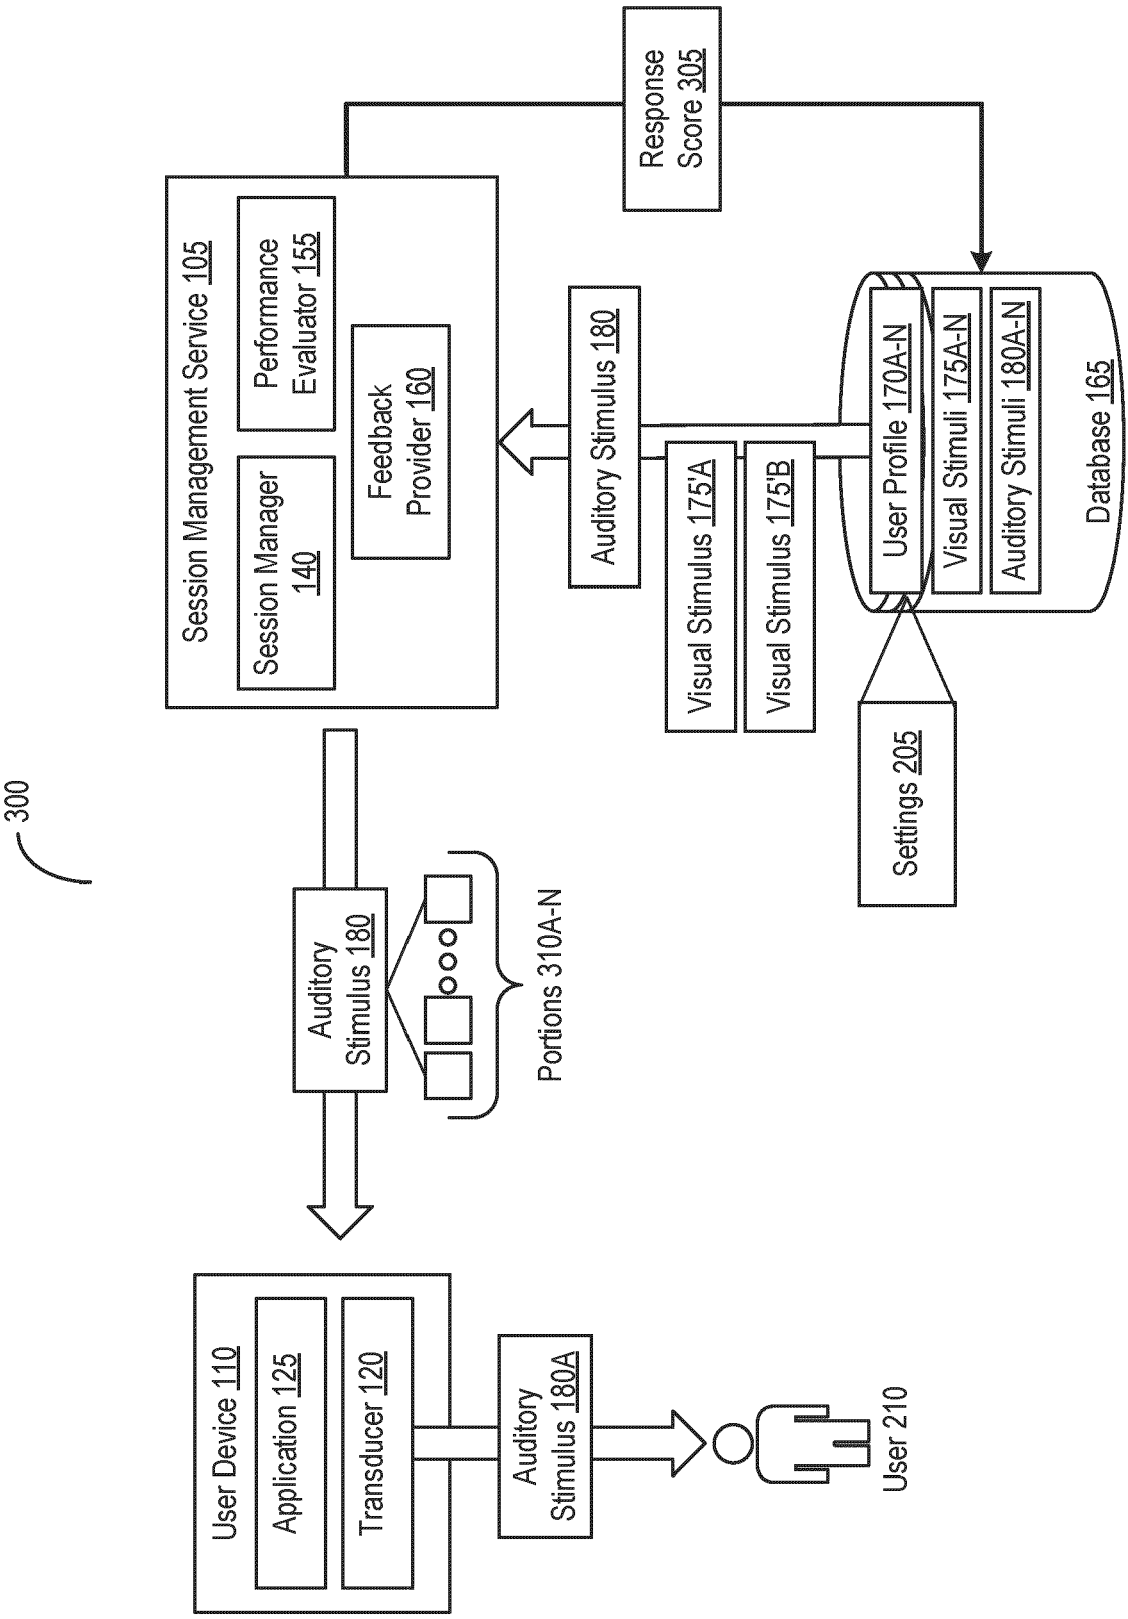 300
User Device 110
Application 125
Transducer 120
Auditory
Stimulus 180A
User 210
Auditory
Stimulus 180
Portions 310A-N
Session Management Service 105
Session Manager
140
Performance
Evaluator 155
Feedback
Provider 160
Auditory Stimulus 180
Visual Stimulus 175'A
Visual Stimulus 175'B
Response
Score 305
Settings 205
User Profile 170A-N
Visual Stimuli 175A-N
Auditory Stimuli 180A-N
Database 165